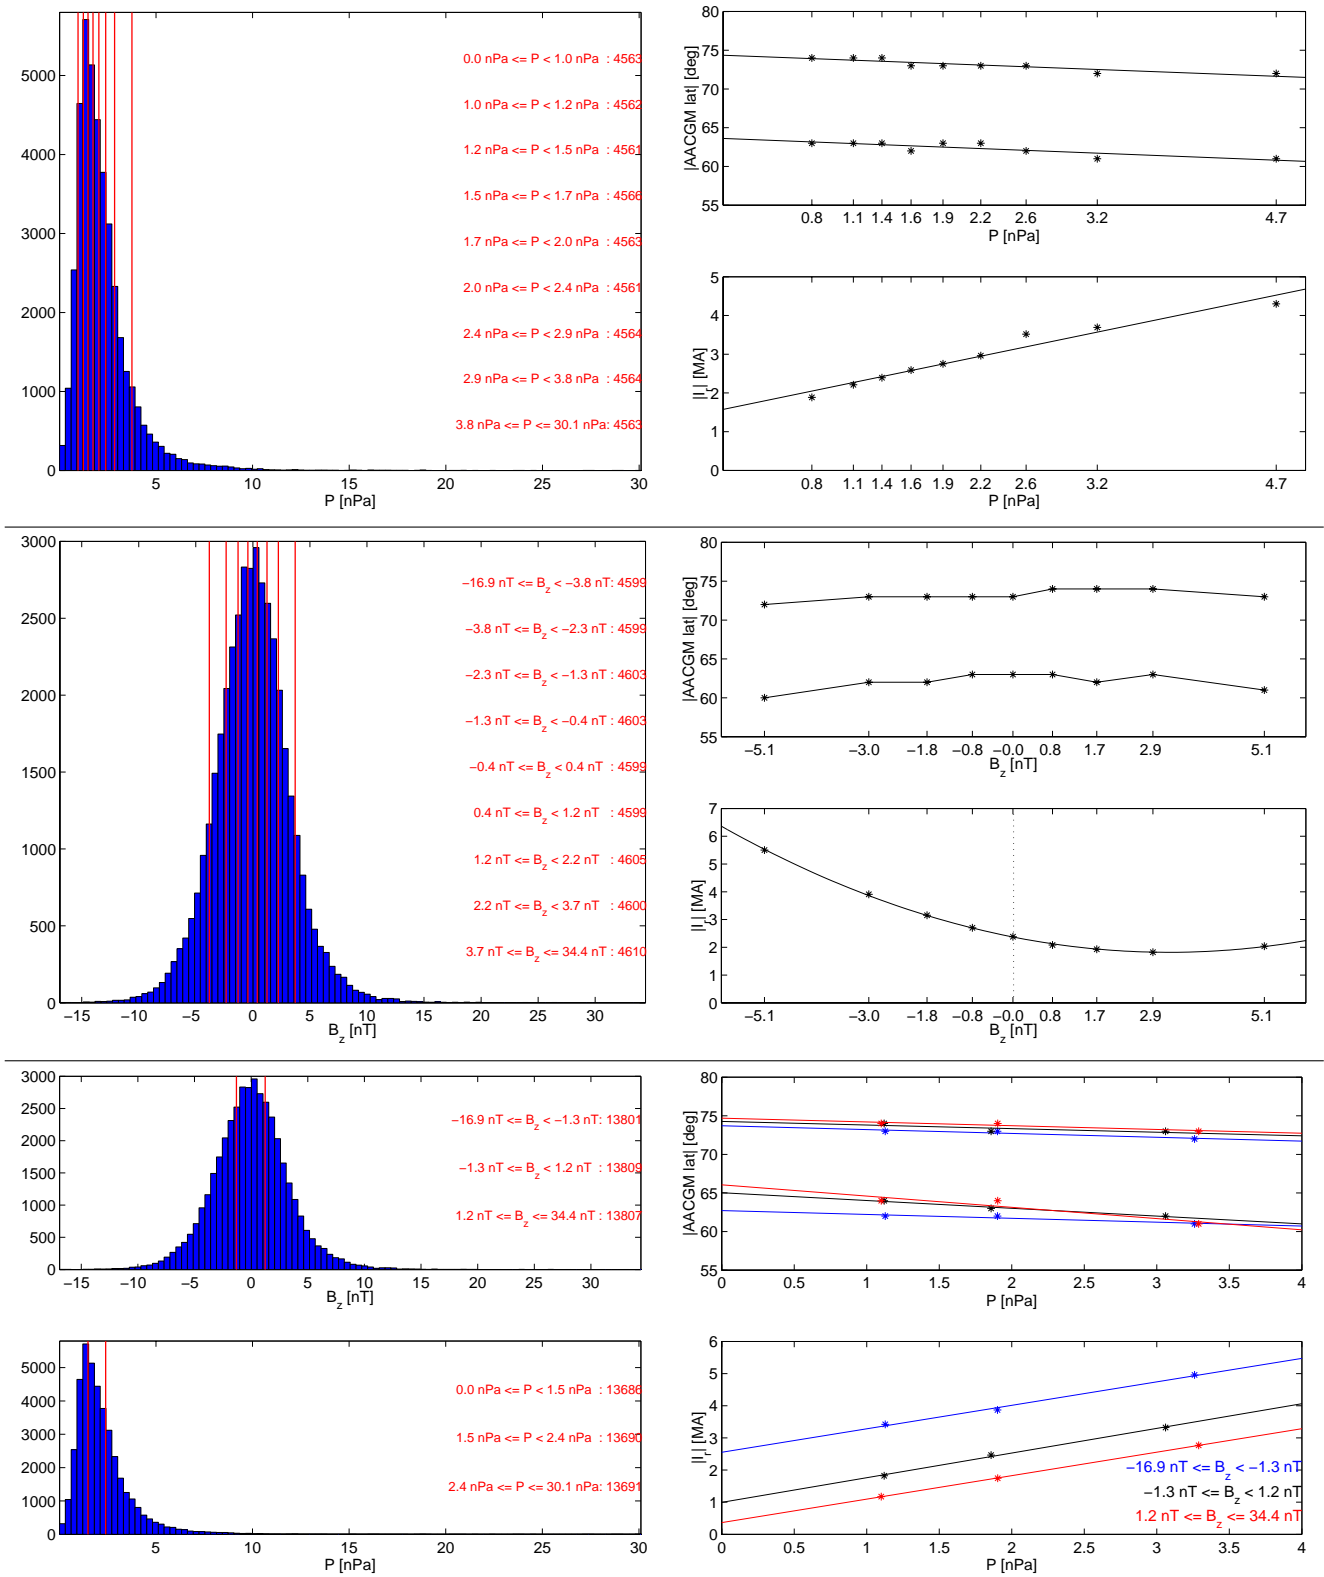 5000
4000
3000
2000
1000
0
5 10 15 20 25 30
P [nPa]
0.0 nPa <= P < 1.0 nPa : 4563
1.0 nPa <= P < 1.2 nPa : 4562
1.2 nPa <= P < 1.5 nPa : 4561
1.5 nPa <= P < 1.7 nPa : 4566
1.7 nPa <= P < 2.0 nPa : 4563
2.0 nPa <= P < 2.4 nPa : 4561
2.4 nPa <= P < 2.9 nPa : 4564
2.9 nPa <= P < 3.8 nPa : 4564
3.8 nPa <= P <= 30.1 nPa: 4563
80
75
70
65
60
55
|AACGM lat| [deg]
0.8 1.1 1.4 1.6 1.9 2.2 2.6 3.2 4.7
P [nPa]
5
4
3
2
1
0
|I_r| [MA]
0.8 1.1 1.4 1.6 1.9 2.2 2.6 3.2 4.7
P [nPa]
3000
2500
2000
1500
1000
500
0
−15 −10 −5 0 5 10 15 20 25 30
B_z [nT]
−16.9 nT <= B_z < −3.8 nT: 4599
−3.8 nT <= B_z < −2.3 nT: 4599
−2.3 nT <= B_z < −1.3 nT: 4603
−1.3 nT <= B_z < −0.4 nT: 4603
−0.4 nT <= B_z < 0.4 nT : 4599
0.4 nT <= B_z < 1.2 nT : 4599
1.2 nT <= B_z < 2.2 nT : 4605
2.2 nT <= B_z < 3.7 nT : 4600
3.7 nT <= B_z <= 34.4 nT: 4610
80
75
70
65
60
55
|AACGM lat| [deg]
−5.1 −3.0 −1.8 −0.8 −0.0 0.8 1.7 2.9 5.1
B_z [nT]
7
6
5
4
3
2
1
0
|I_r| [MA]
−5.1 −3.0 −1.8 −0.8 −0.0 0.8 1.7 2.9 5.1
B_z [nT]
3000
2500
2000
1500
1000
500
0
−15 −10 −5 0 5 10 15 20 25 30
B_z [nT]
−16.9 nT <= B_z < −1.3 nT: 13801
−1.3 nT <= B_z < 1.2 nT : 13809
1.2 nT <= B_z <= 34.4 nT: 13807
80
75
70
65
60
55
|AACGM lat| [deg]
0 0.5 1 1.5 2 2.5 3 3.5 4
P [nPa]
5000
4000
3000
2000
1000
0
5 10 15 20 25 30
P [nPa]
0.0 nPa <= P < 1.5 nPa : 13686
1.5 nPa <= P < 2.4 nPa : 13690
2.4 nPa <= P <= 30.1 nPa: 13691
6
5
4
3
2
1
0
|I_r| [MA]
−16.9 nT <= B_z < −1.3 nT
−1.3 nT <= B_z < 1.2 nT
1.2 nT <= B_z <= 34.4 nT
0 0.5 1 1.5 2 2.5 3 3.5 4
P [nPa]